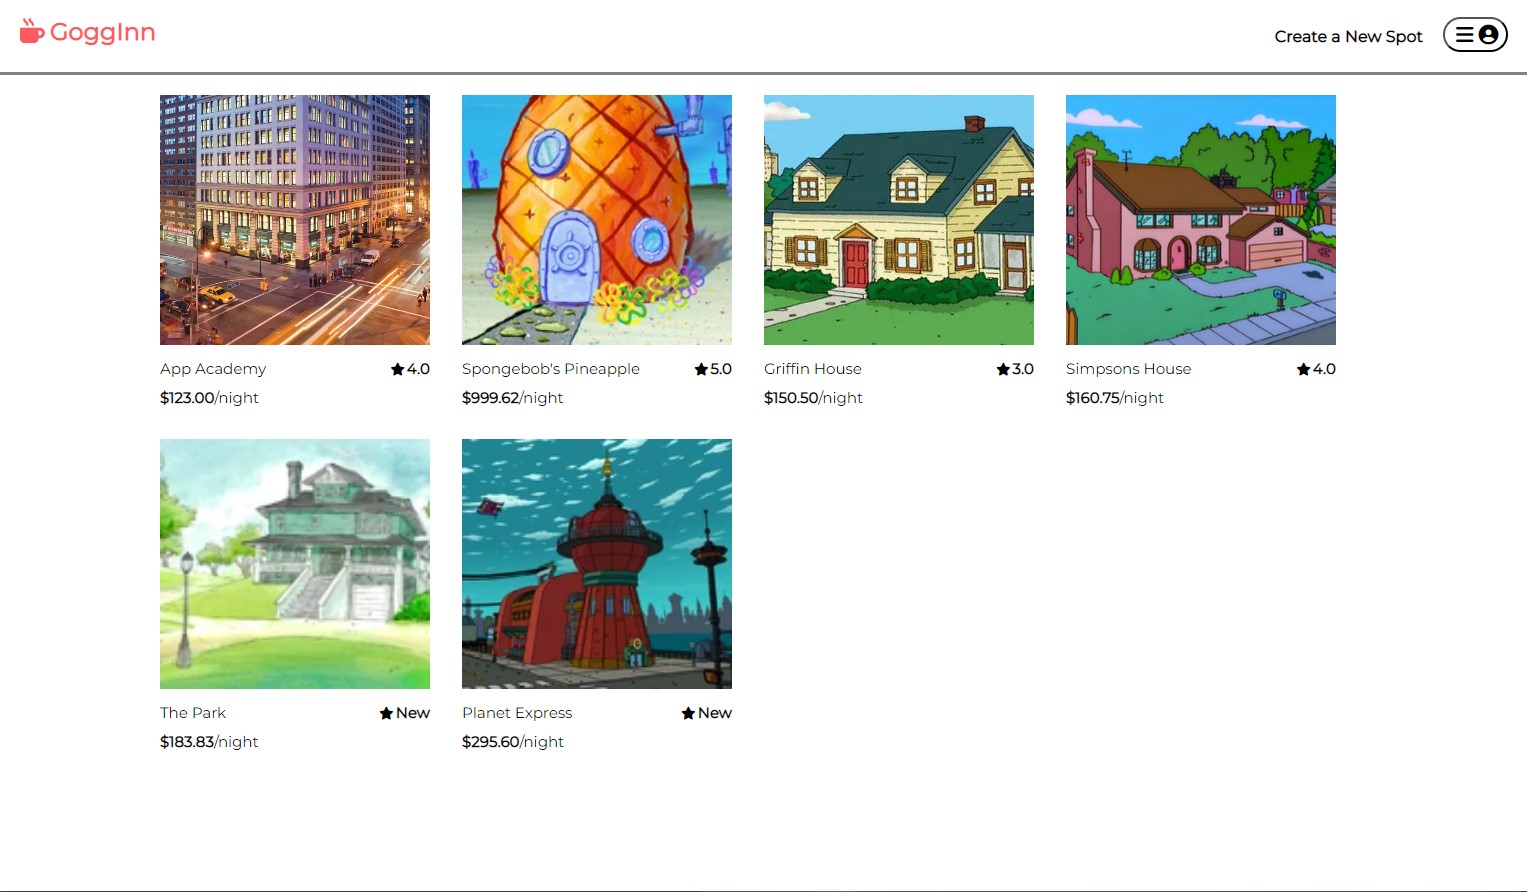 GoggInn
Create a New Spot
App Academy 4.0
$123.00/night
Spongebob's Pineapple 5.0
$999.62/night
Griffin House 3.0
$150.50/night
Simpsons House 4.0
$160.75/night
The Park New
$183.83/night
Planet Express New
$295.60/night